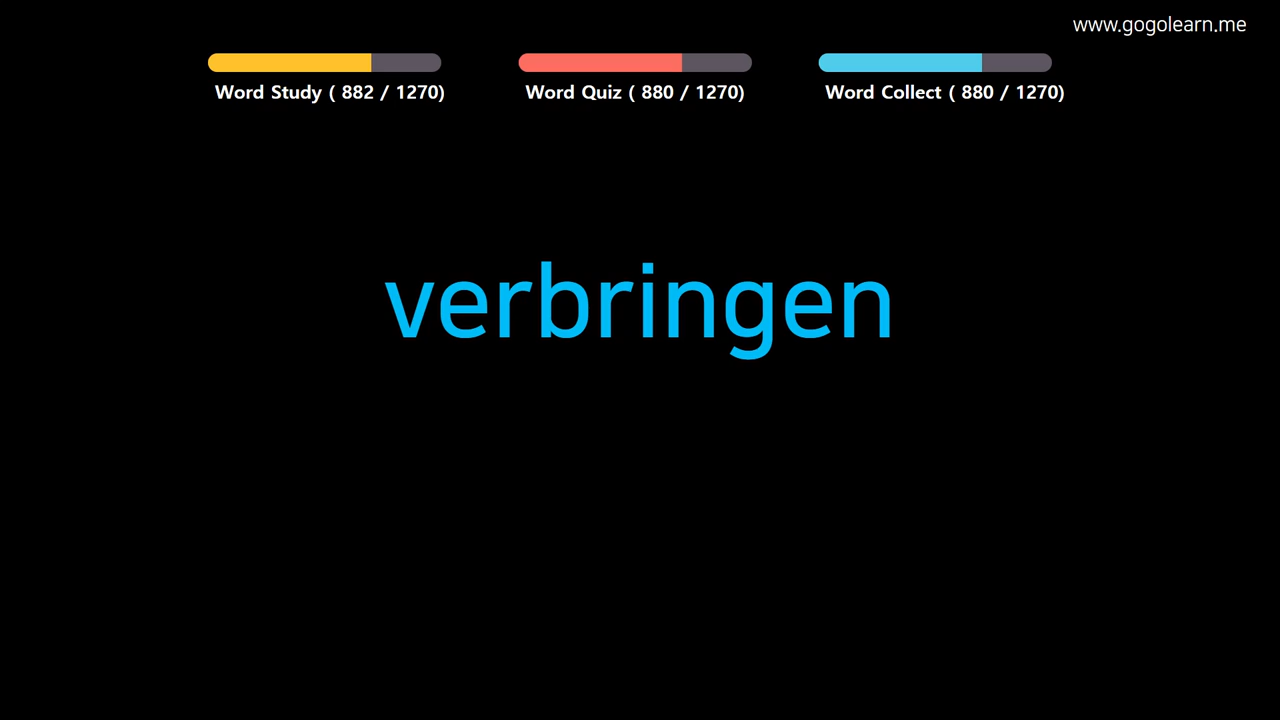 www.gogolearn.me
Word Study ( 882 / 1270)
Word Quiz ( 880 / 1270)
Word Collect ( 880 / 1270)
verbringen